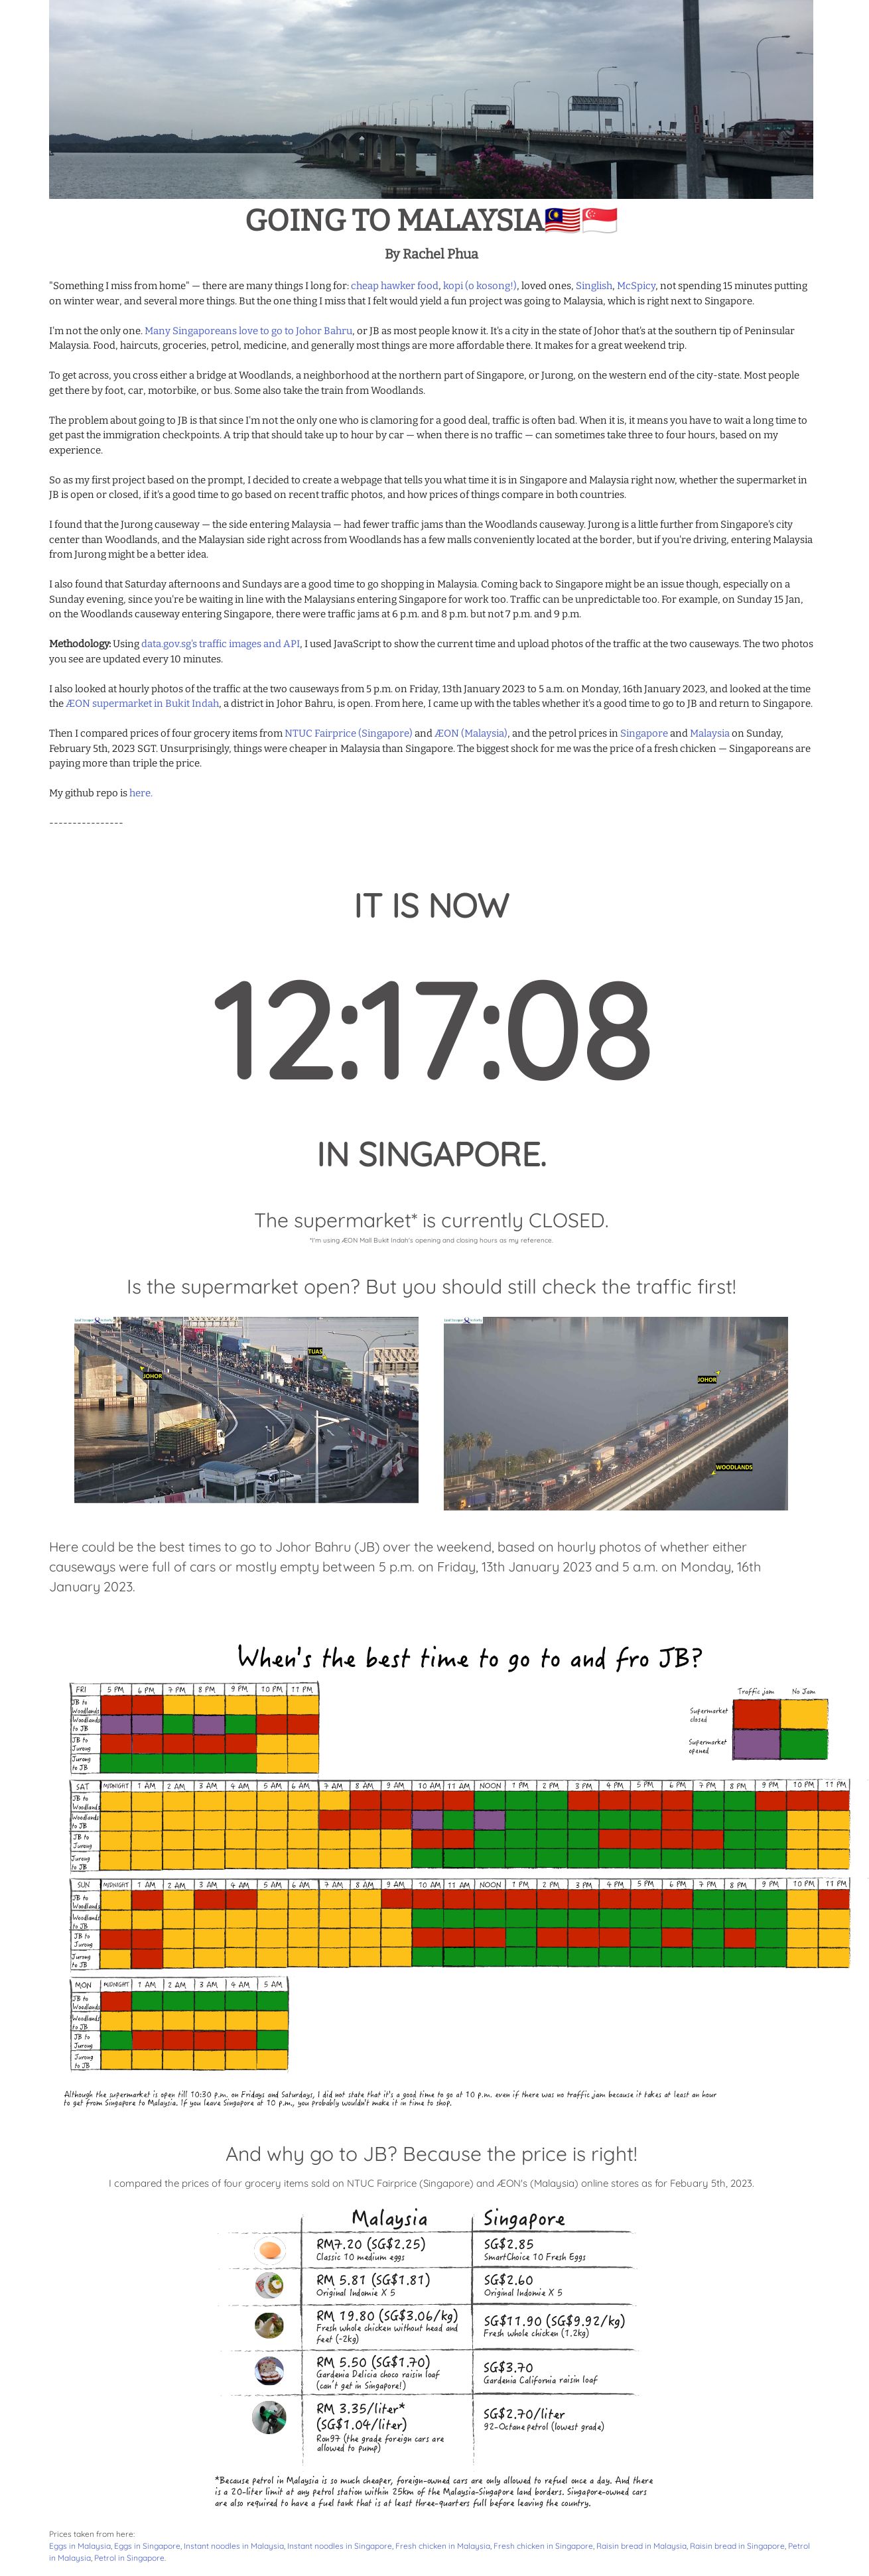 GOING TO MALAYSIA🇲🇾🇸🇬
By Rachel Phua
"Something I miss from home" — there are many things I long for: cheap hawker food, kopi (o kosong!), loved ones, Singlish, McSpicy, not spending 15 minutes putting
on winter wear, and several more things. But the one thing I miss that I felt would yield a fun project was going to Malaysia, which is right next to Singapore.
I'm not the only one. Many Singaporeans love to go to Johor Bahru, or JB as most people know it. It's a city in the state of Johor that's at the southern tip of Peninsular
Malaysia. Food, haircuts, groceries, petrol, medicine, and generally most things are more affordable there. It makes for a great weekend trip.
To get across, you cross either a bridge at Woodlands, a neighborhood at the northern part of Singapore, or Jurong, on the western end of the city-state. Most people
get there by foot, car, motorbike, or bus. Some also take the train from Woodlands.
The problem about going to JB is that since I'm not the only one who is clamoring for a good deal, traffic is often bad. When it is, it means you have to wait a long time to
get past the immigration checkpoints. A trip that should take up to hour by car — when there is no traffic — can sometimes take three to four hours, based on my
experience.
So as my first project based on the prompt, I decided to create a webpage that tells you what time it is in Singapore and Malaysia right now, whether the supermarket in
JB is open or closed, if it's a good time to go based on recent traffic photos, and how prices of things compare in both countries.
I found that the Jurong causeway — the side entering Malaysia — had fewer traffic jams than the Woodlands causeway. Jurong is a little further from Singapore's city
center than Woodlands, and the Malaysian side right across from Woodlands has a few malls conveniently located at the border, but if you're driving, entering Malaysia
from Jurong might be a better idea.
I also found that Saturday afternoons and Sundays are a good time to go shopping in Malaysia. Coming back to Singapore might be an issue though, especially on a
Sunday evening, since you're be waiting in line with the Malaysians entering Singapore for work too. Traffic can be unpredictable too. For example, on Sunday 15 Jan,
on the Woodlands causeway entering Singapore, there were traffic jams at 6 p.m. and 8 p.m. but not 7 p.m. and 9 p.m.
Methodology: Using data.gov.sg's traffic images and API, I used JavaScript to show the current time and upload photos of the traffic at the two causeways. The two photos
you see are updated every 10 minutes.
I also looked at hourly photos of the traffic at the two causeways from 5 p.m. on Friday, 13th January 2023 to 5 a.m. on Monday, 16th January 2023, and looked at the time
the ÆON supermarket in Bukit Indah, a district in Johor Bahru, is open. From here, I came up with the tables whether it's a good time to go to JB and return to Singapore.
Then I compared prices of four grocery items from NTUC Fairprice (Singapore) and ÆON (Malaysia), and the petrol prices in Singapore and Malaysia on Sunday,
February 5th, 2023 SGT. Unsurprisingly, things were cheaper in Malaysia than Singapore. The biggest shock for me was the price of a fresh chicken — Singaporeans are
paying more than triple the price.
My github repo is here.
----------------
IT IS NOW
12:17:08
IN SINGAPORE.
The supermarket* is currently CLOSED.
*I'm using ÆON Mall Bukit Indah's opening and closing hours as my reference.
Is the supermarket open? But you should still check the traffic first!
TUAS
JOHOR
JOHOR
WOODLANDS
Here could be the best times to go to Johor Bahru (JB) over the weekend, based on hourly photos of whether either
causeways were full of cars or mostly empty between 5 p.m. on Friday, 13th January 2023 and 5 a.m. on Monday, 16th
January 2023.
When's the best time to go to and fro JB?
Traffic jam No Jam
Supermarket
closed
Supermarket
opened
FRI 5 PM 6 PM 7 PM 8 PM 9 PM 10 PM 11 PM
JB to
Woodlands
Woodlands
to JB
JB to
Jurong
Jurong
to JB
SAT MIDNIGHT 1 AM 2 AM 3 AM 4 AM 5 AM 6 AM 7 AM 8 AM 9 AM 10 AM 11 AM NOON 1 PM 2 PM 3 PM 4 PM 5 PM 6 PM 7 PM 8 PM 9 PM 10 PM 11 PM
JB to
Woodlands
Woodlands
to JB
JB to
Jurong
Jurong
to JB
SUN MIDNIGHT 1 AM 2 AM 3 AM 4 AM 5 AM 6 AM 7 AM 8 AM 9 AM 10 AM 11 AM NOON 1 PM 2 PM 3 PM 4 PM 5 PM 6 PM 7 PM 8 PM 9 PM 10 PM 11 PM
JB to
Woodlands
Woodlands
to JB
JB to
Jurong
Jurong
to JB
MON MIDNIGHT 1 AM 2 AM 3 AM 4 AM 5 AM
JB to
Woodlands
Woodlands
to JB
JB to
Jurong
Jurong
to JB
Although the supermarket is open till 10:30 p.m. on Fridays and Saturdays, I did not state that it's a good time to go at 10 p.m. even if there was no traffic jam because it takes at least an hour
to get from Singapore to Malaysia. If you leave Singapore at 10 p.m., you probably wouldn't make it in time to shop.
And why go to JB? Because the price is right!
I compared the prices of four grocery items sold on NTUC Fairprice (Singapore) and ÆON's (Malaysia) online stores as for Febuary 5th, 2023.
Malaysia Singapore
RM7.20 (SG$2.25)
Classic 10 medium eggs
SG$2.85
SmartChoice 10 Fresh Eggs
RM 5.81 (SG$1.81)
Original Indomie X 5
SG$2.60
Original Indomie X 5
RM 19.80 (SG$3.06/kg)
Fresh whole chicken without head and
feet (~2kg)
SG$11.90 (SG$9.92/kg)
Fresh whole chicken (1.2kg)
RM 5.50 (SG$1.70)
Gardenia Delicia choco raisin loaf
(can't get in Singapore!)
SG$3.70
Gardenia California raisin loaf
RM 3.35/liter*
(SG$1.04/liter)
Ron97 (the grade foreign cars are
allowed to pump)
SG$2.70/liter
92-Octane petrol (lowest grade)
*Because petrol in Malaysia is so much cheaper, foreign-owned cars are only allowed to refuel once a day. And there
is a 20-liter limit at any petrol station within 25km of the Malaysia-Singapore land borders. Singapore-owned cars
are also required to have a fuel tank that is at least three-quarters full before leaving the country.
Prices taken from here:
Eggs in Malaysia, Eggs in Singapore, Instant noodles in Malaysia, Instant noodles in Singapore, Fresh chicken in Malaysia, Fresh chicken in Singapore, Raisin bread in Malaysia, Raisin bread in Singapore, Petrol
in Malaysia, Petrol in Singapore.